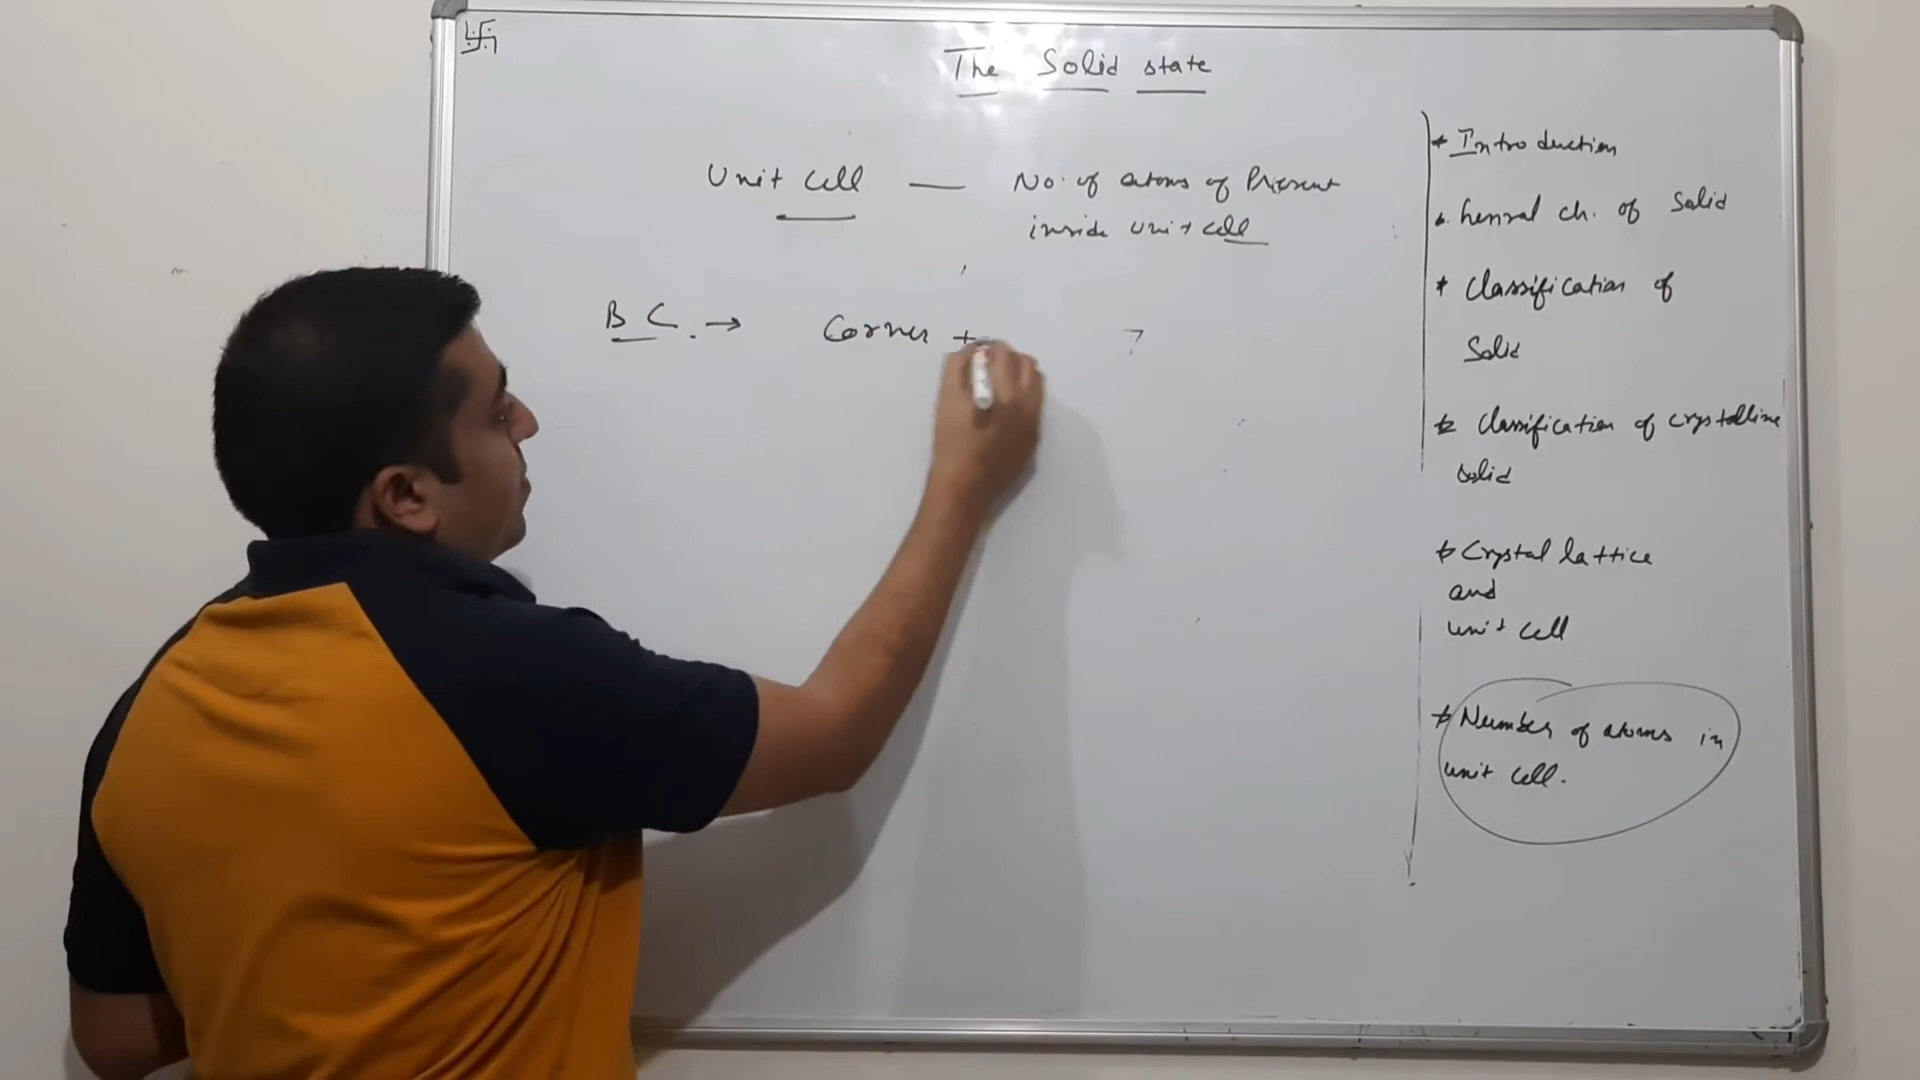 The Solid state
Unit cell — No. of atoms of Present
inside unit cell
B C. → Corner +
* Introduction
ch. of Solid
* Classification of
Solid
* Classification of crystalline
solid
* Crystal lattice
and
unit cell
* Number of atoms in
unit cell.